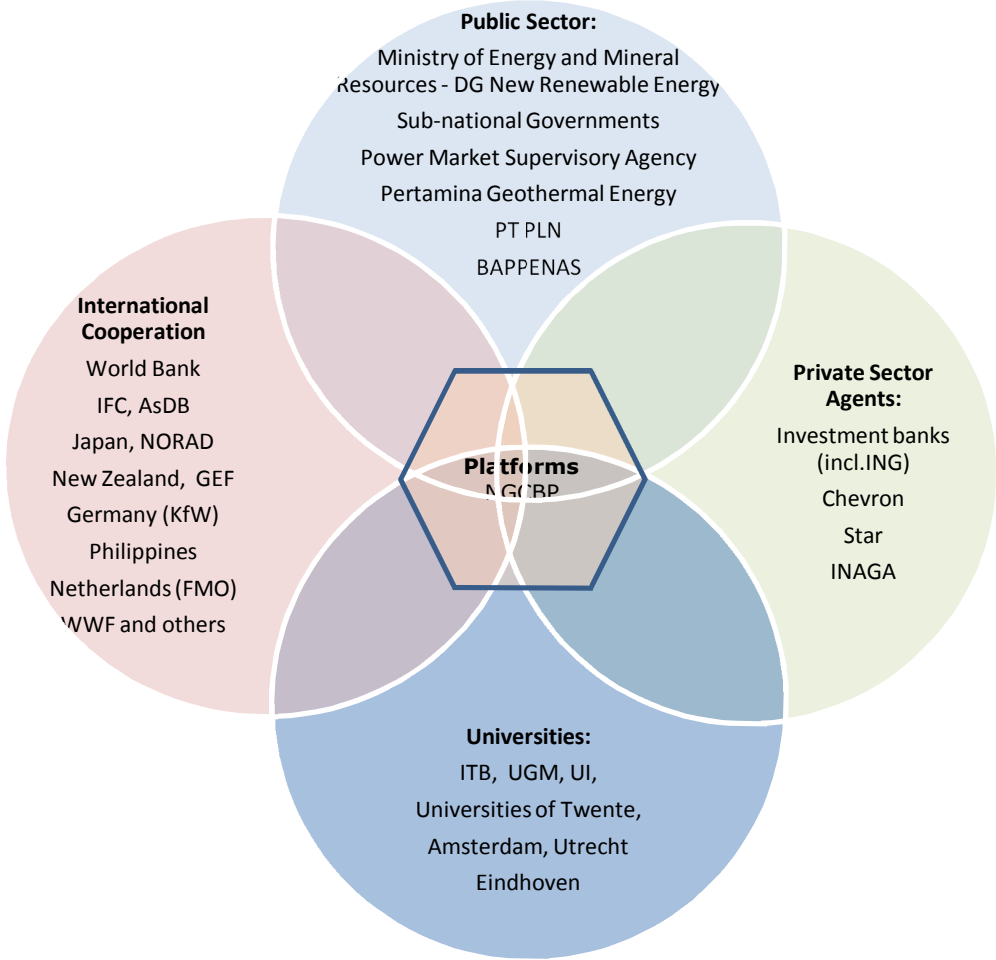 Public Sector:
Ministry of Energy and Mineral
Resources - DG New Renewable Energy
Sub-national Governments
Power Market Supervisory Agency
Pertamina Geothermal Energy
PT PLN
BAPPENAS
International
Cooperation
World Bank
IFC, AsDB
Japan, NORAD
New Zealand, GEF
Germany (KfW)
Philippines
Netherlands (FMO)
WWF and others
Platforms
NGCBP
Private Sector
Agents:
Investment banks
(incl.ING)
Chevron
Star
INAGA
Universities:
ITB, UGM, UI,
Universities of Twente,
Amsterdam, Utrecht
Eindhoven